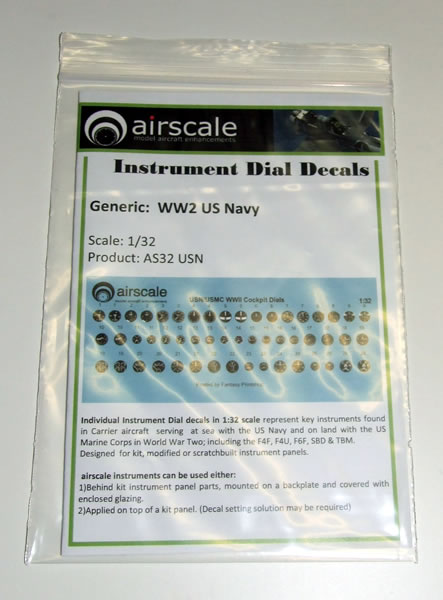 airscale
model aircraft enhancements
Instrument Dial Decals
Generic: WW2 US Navy
Scale: 1/32
Product: AS32 USN
airscale
USN/USMC WWII Cockpit Dials
1:32
Printed by Fantasy Printshop
Individual Instrument Dial decals in 1:32 scale represent key instruments found
in Carrier aircraft serving at sea with the US Navy and on land with the US
Marine Corps in World War Two; including the F4F, F4U, F6F, SBD & TBM.
Designed for kit, modified or scratchbuilt instrument panels.
airscale instruments can be used either:
1)Behind kit instrument panel parts, mounted on a backplate and covered with
enclosed glazing.
2)Applied on top of a kit panel. (Decal setting solution may be required)